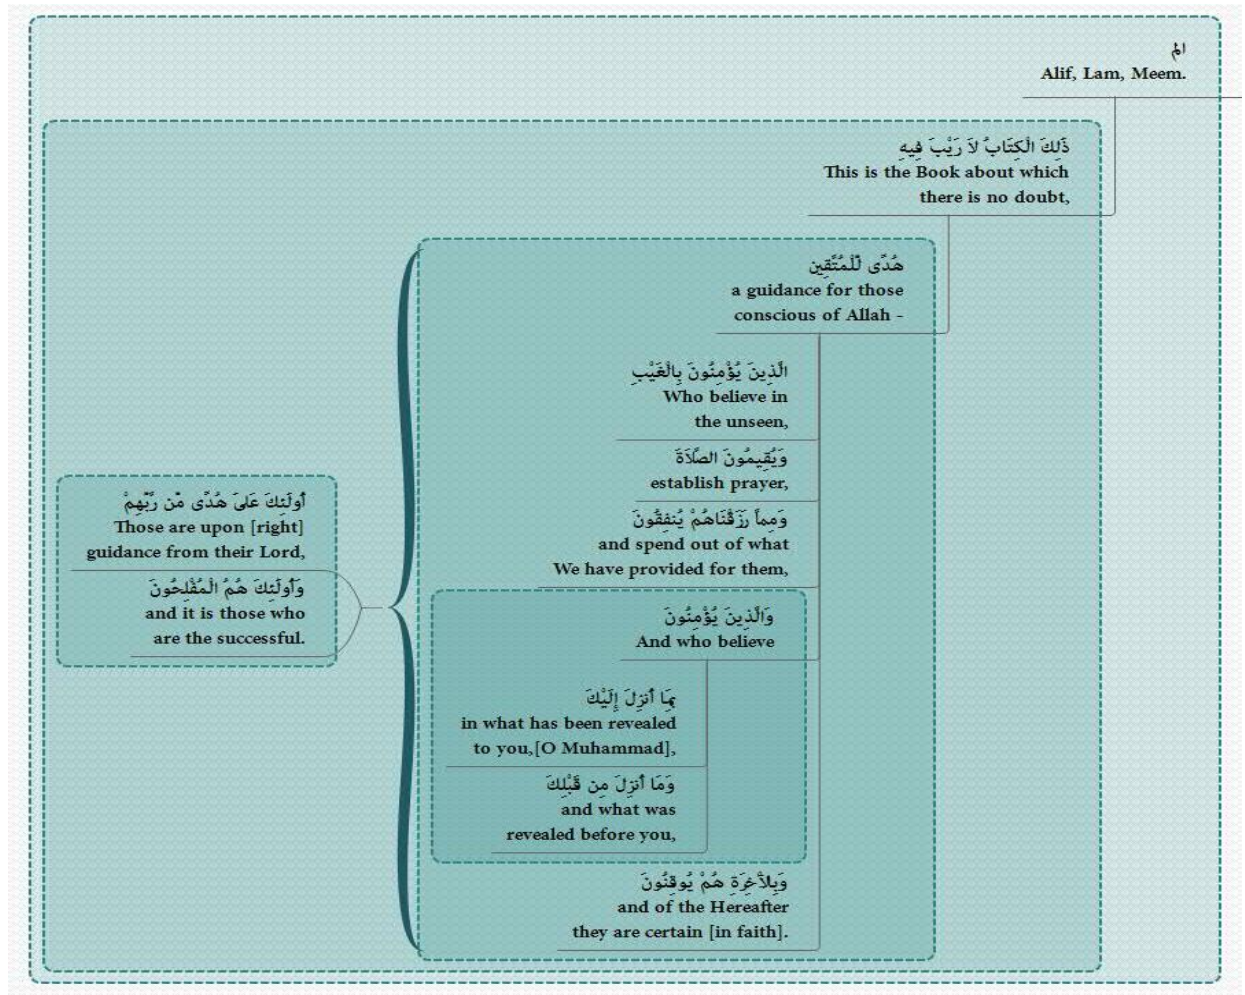 الم
Alif, Lam, Meem.
ذَلِكَ الْكِتَابُ لاَ رَيْبَ فِيهِ
This is the Book about which
there is no doubt,
هُدًى لِّلْمُتَّقِين
a guidance for those
conscious of Allah -
الَّذِينَ يُؤْمِنُونَ بِالْغَيْبِ
Who believe in
the unseen,
وَيُقِيمُونَ الصَّلاَةَ
establish prayer,
وَمِماَّ رَزَقْنَاهُمْ يُنفِقُونَ
and spend out of what
We have provided for them,
وَالَّذِينَ يُؤْمِنُونَ
And who believe
بِمَا أُنزِلَ إِلَيْكَ
in what has been revealed
to you,[O Muhammad],
وَمَا أُنزِلَ مِن قَبْلِكَ
and what was
revealed before you,
وَبِالآَخِرَةِ هُمْ يُوقِنُونَ
and of the Hereafter
they are certain [in faith].
أُولَئِكَ عَلَىَ هُدًى مِّن رَّبِّهِمْ
Those are upon [right]
guidance from their Lord,
وَأُولَئِكَ هُمُ الْمُفْلِحُونَ
and it is those who
are the successful.